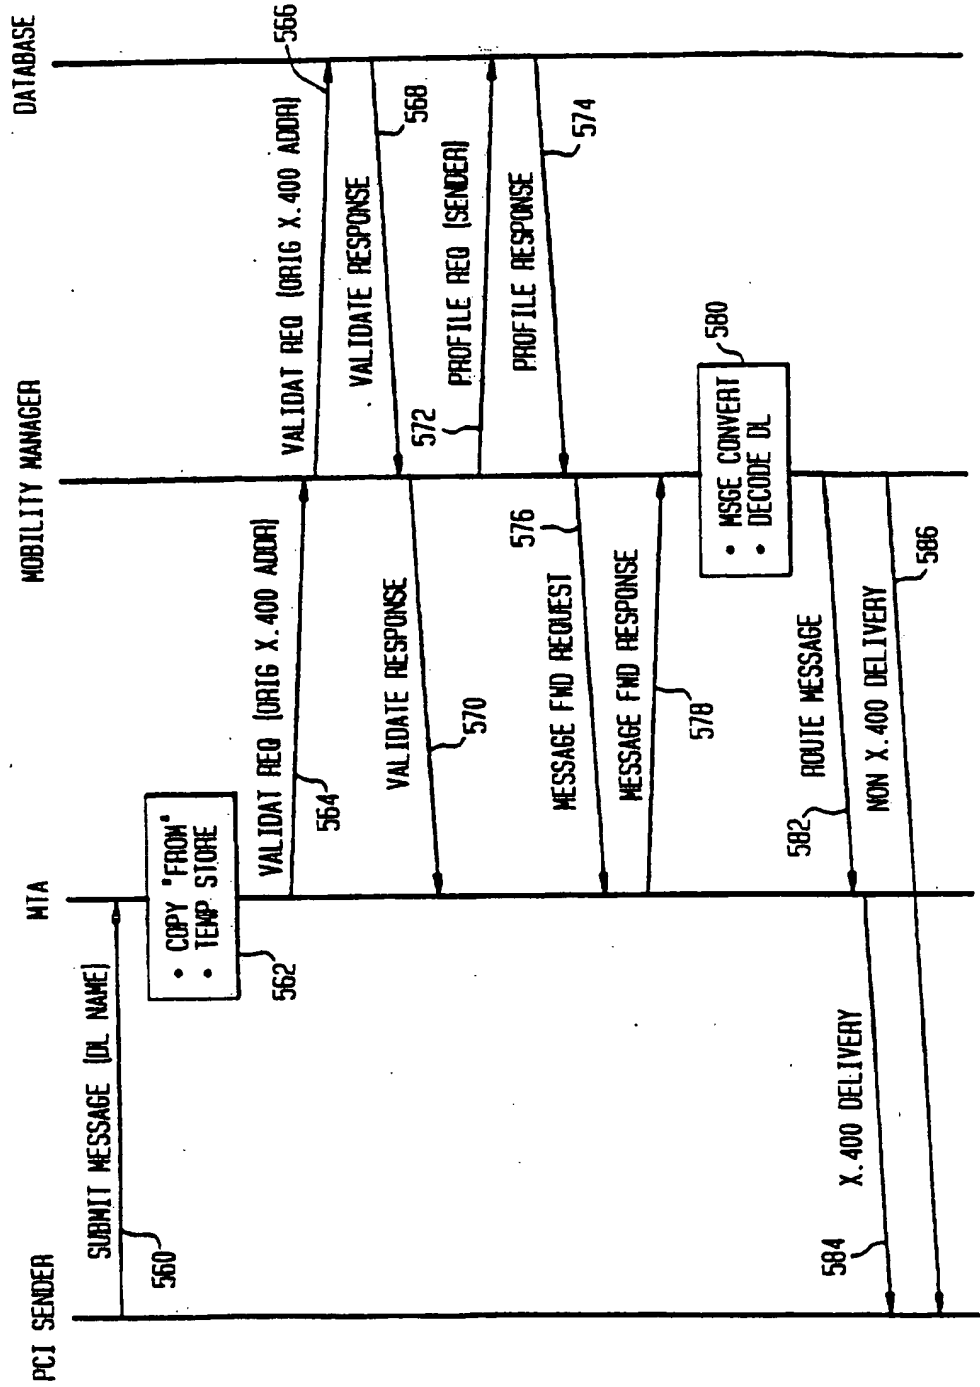 PCI SENDER
MTA
MOBILITY MANAGER
DATABASE
SUBMIT MESSAGE (DL NAME)
560
• COPY "FROM"
• TEMP STORE
562
VALIDAT REQ (ORIG X.400 ADDR)
564
VALIDAT REQ (ORIG X.400 ADDR)
566
VALIDATE RESPONSE
568
VALIDATE RESPONSE
570
572
PROFILE REQ (SENDER)
PROFILE RESPONSE
574
576
MESSAGE FWD REQUEST
MESSAGE FWD RESPONSE
578
• MSGE CONVERT
• DECODE DL
580
ROUTE MESSAGE
582
X.400 DELIVERY
584
NON X.400 DELIVERY
586